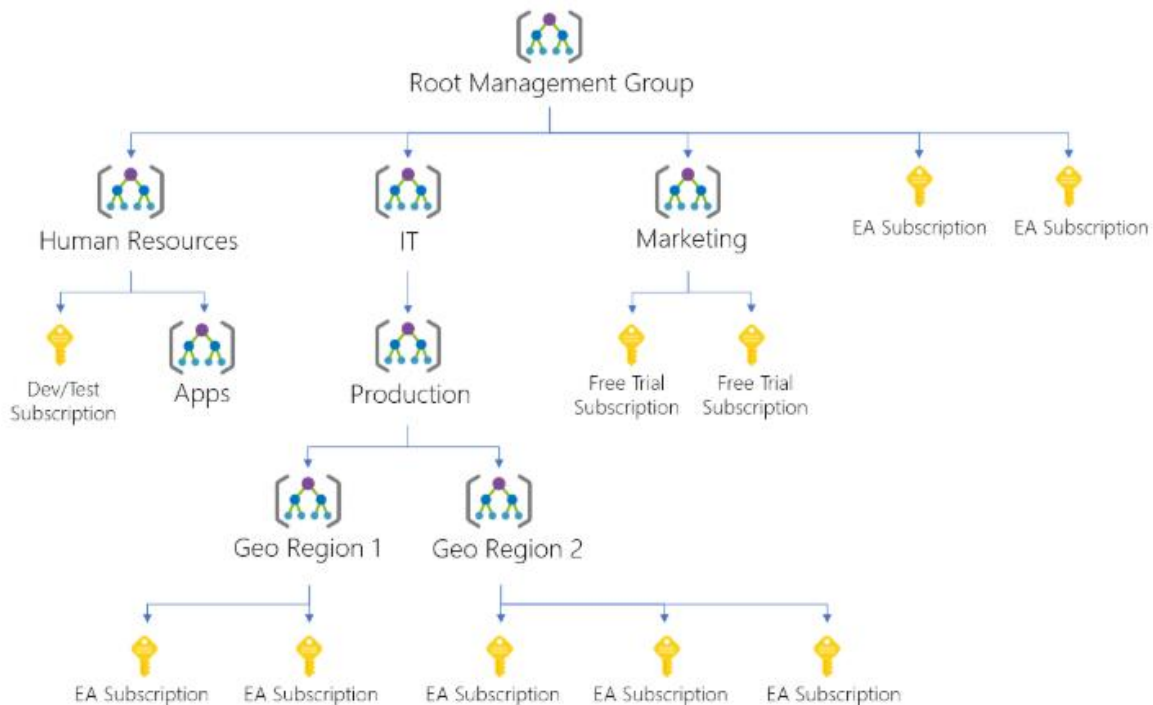 Root Management Group
Human Resources
IT
Marketing
EA Subscription
EA Subscription
Dev/Test
Subscription
Apps
Production
Free Trial
Subscription
Free Trial
Subscription
Geo Region 1
Geo Region 2
EA Subscription
EA Subscription
EA Subscription
EA Subscription
EA Subscription